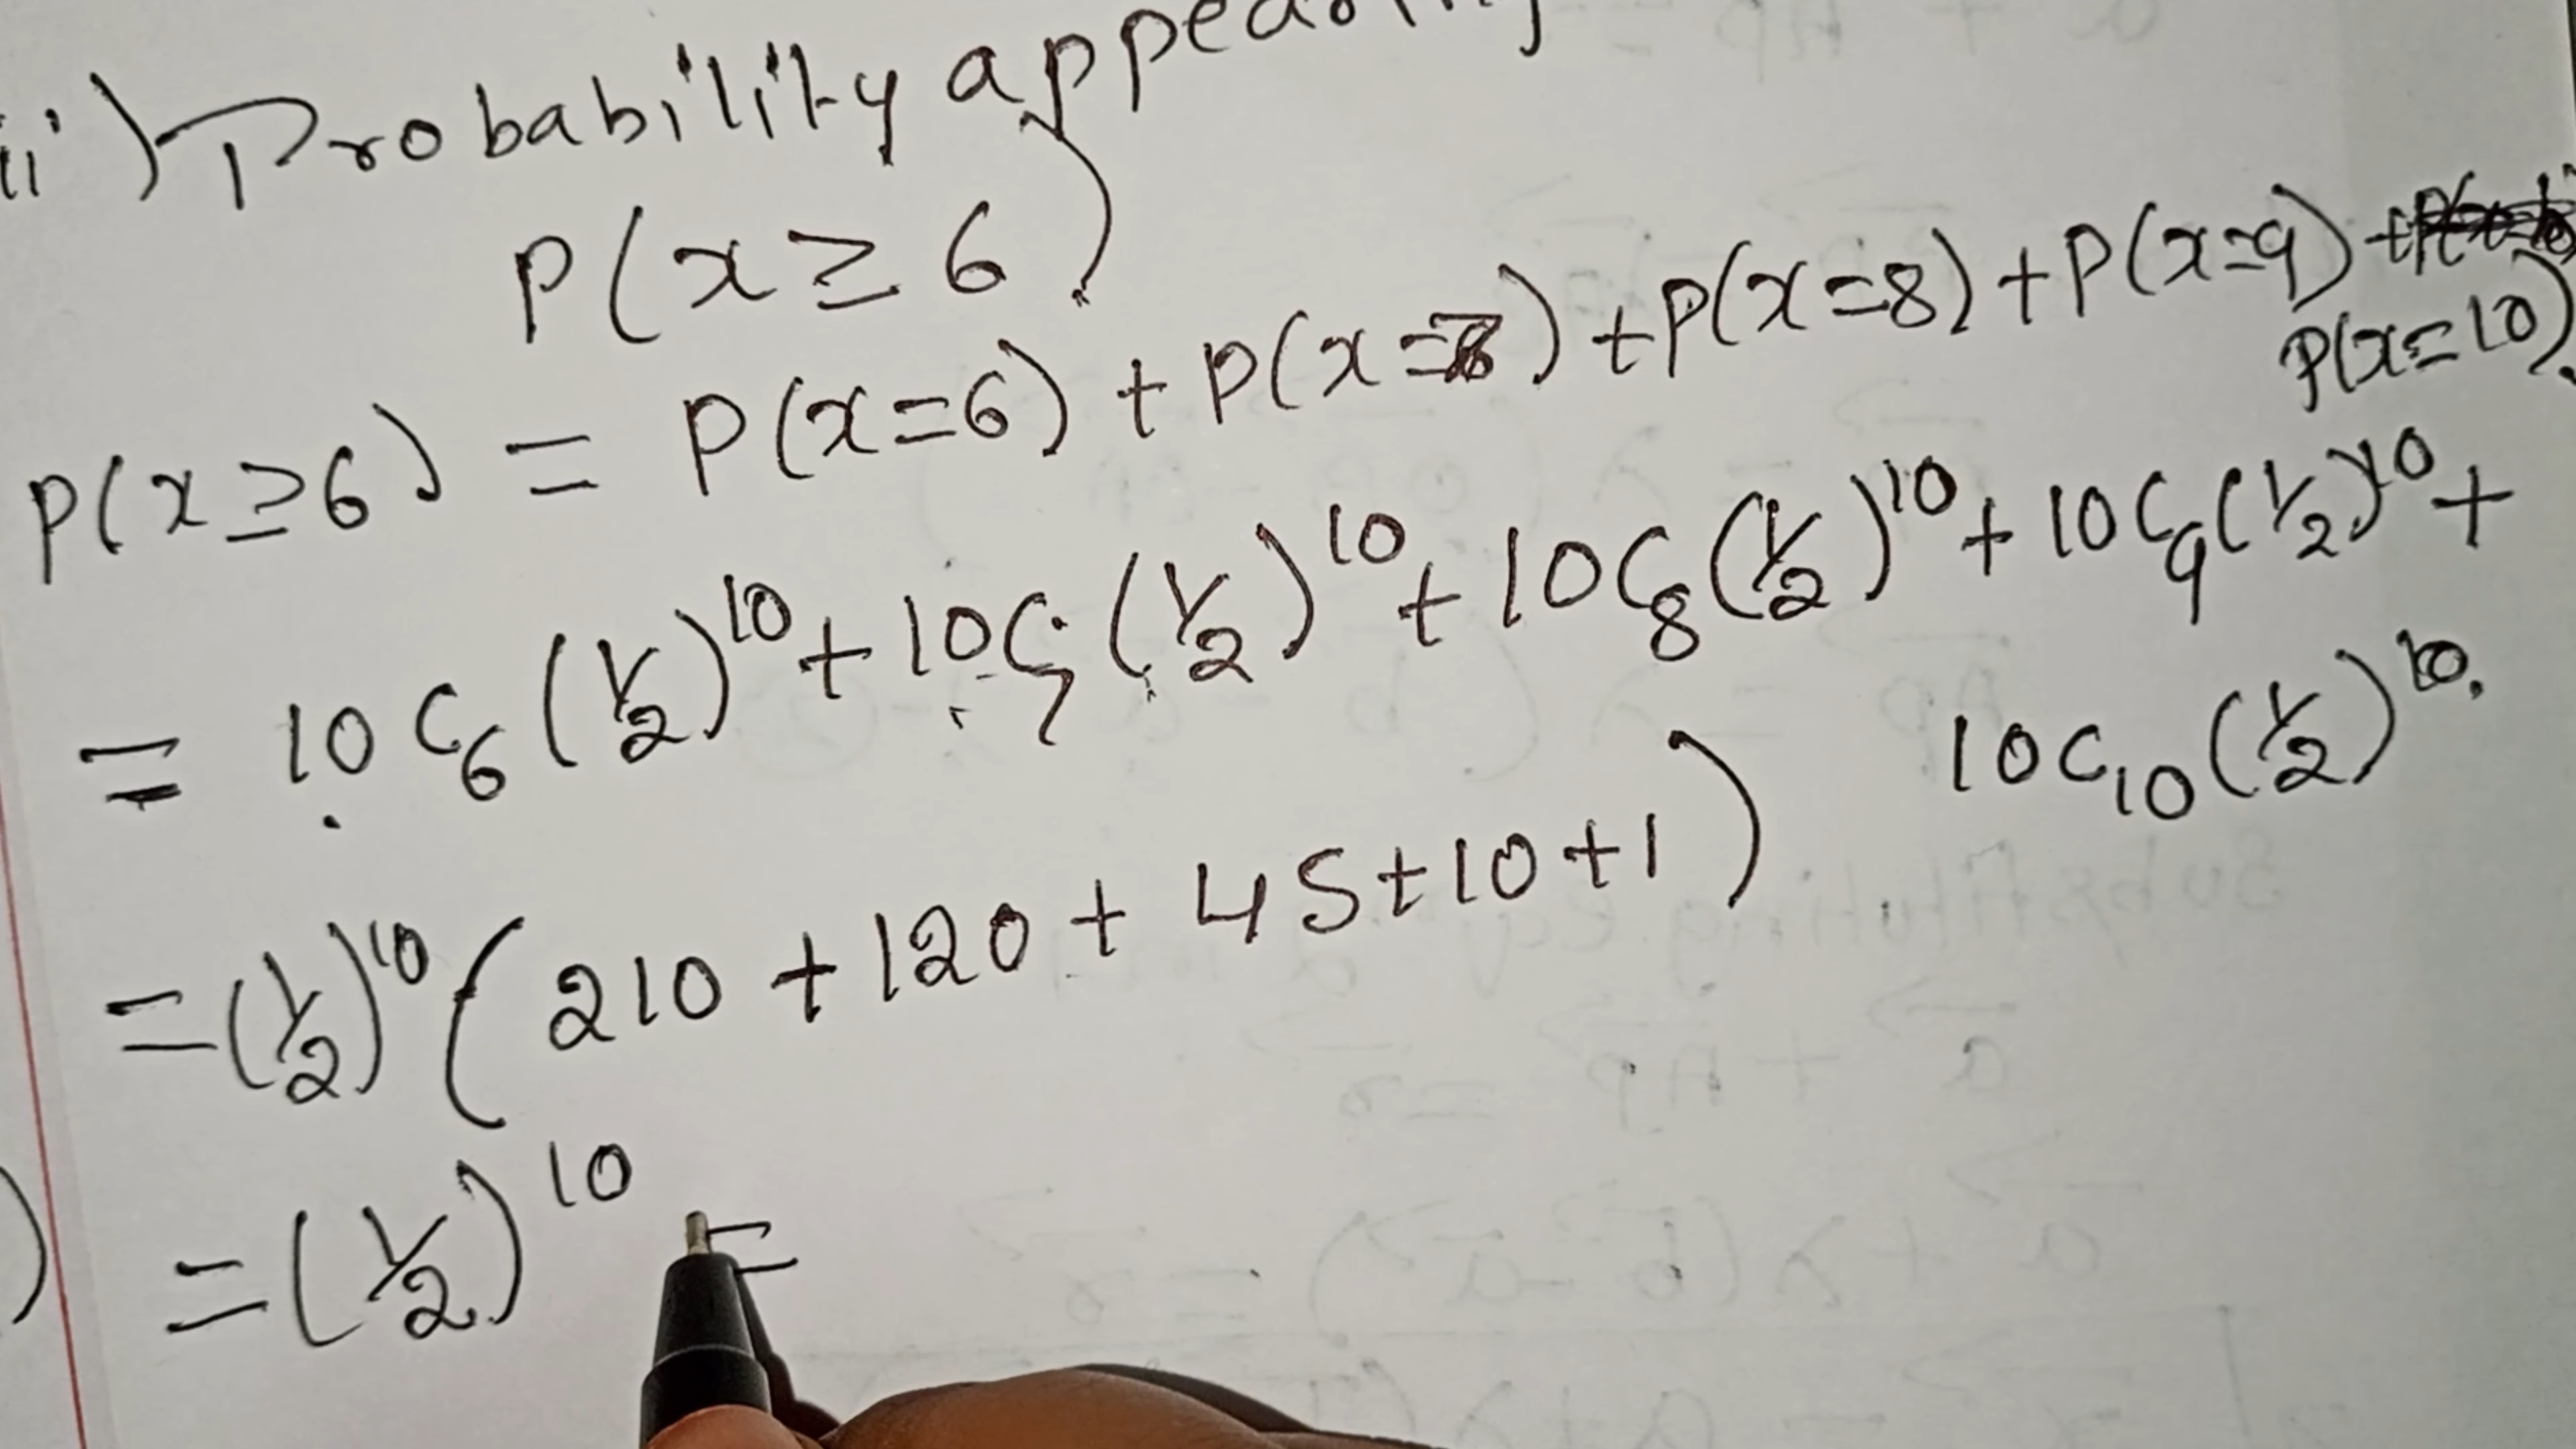 ii) Probability appearing
P(x ≥ 6)
P(x ≥ 6) = P(x=6) + P(x=7) + P(x=8) + P(x=9) +
P(x=10).
= 10C₆(1/2)¹⁰ + 10C₇(1/2)¹⁰ + 10C₈(1/2)¹⁰ + 10C₉(1/2)¹⁰ +
10C₁₀(1/2)¹⁰.
= (1/2)¹⁰ (210 + 120 + 45 + 10 + 1)
= (1/2)¹⁰